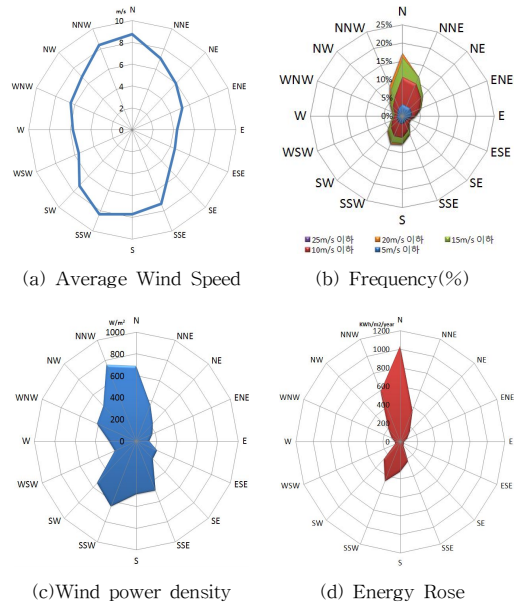 m/s
10
8
6
4
2
0
N
NNE
NE
ENE
E
ESE
SE
SSE
S
SSW
SW
WSW
W
WNW
NW
NNW
(a) Average Wind Speed
25%
20%
15%
10%
5%
0%
N
NNE
NE
ENE
E
ESE
SE
SSE
S
SSW
SW
WSW
W
WNW
NW
NNW
25m/s 이하 20m/s 이하 15m/s 이하
10m/s 이하 5m/s 이하
(b) Frequency(%)
W/m²
1000
800
600
400
200
0
N
NNE
NE
ENE
E
ESE
SE
SSE
S
SSW
SW
WSW
W
WNW
NW
NNW
(c)Wind power density
KWh/m2/year
1200
1000
800
600
400
200
0
N
NNE
NE
ENE
E
ESE
SE
SSE
S
SSW
SW
WSW
W
WNW
NW
NNW
(d) Energy Rose